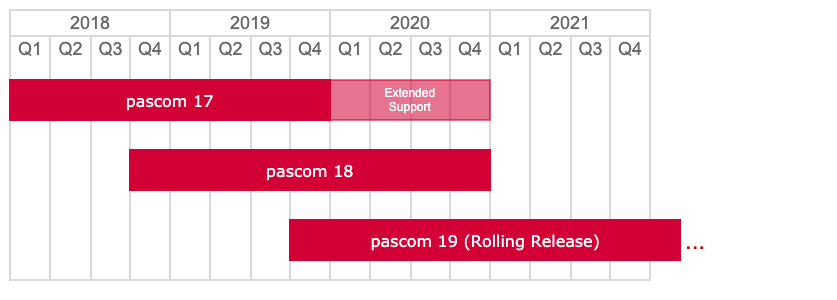 2018 2019 2020 2021
Q1 Q2 Q3 Q4 Q1 Q2 Q3 Q4 Q1 Q2 Q3 Q4 Q1 Q2 Q3 Q4
pascom 17
Extended
Support
pascom 18
pascom 19 (Rolling Release) ...